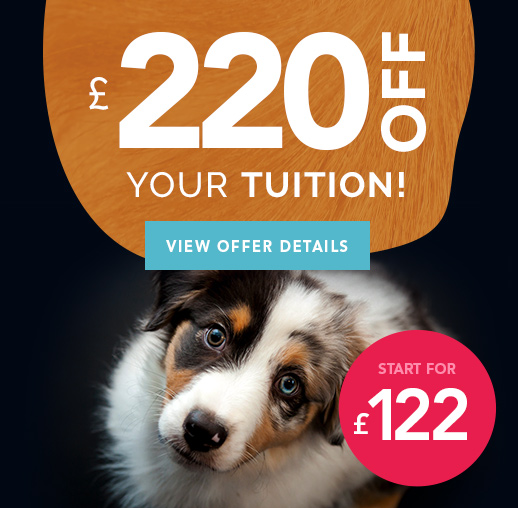 £220 OFF
YOUR TUITION!
VIEW OFFER DETAILS
START FOR
£122